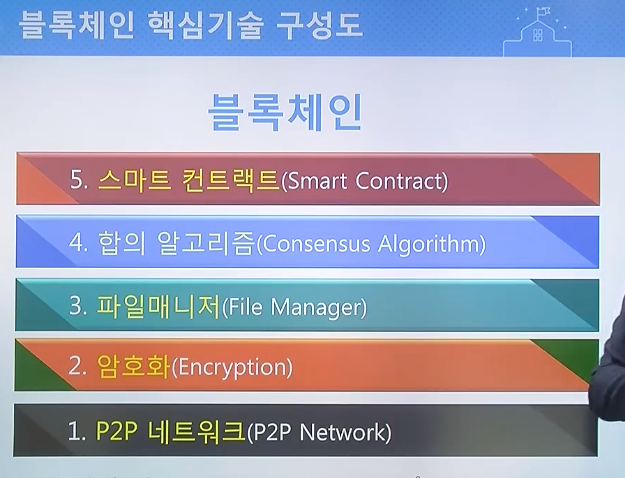 블록체인 핵심기술 구성도
블록체인
5. 스마트 컨트랙트(Smart Contract)
4. 합의 알고리즘(Consensus Algorithm)
3. 파일매니저(File Manager)
2. 암호화(Encryption)
1. P2P 네트워크(P2P Network)